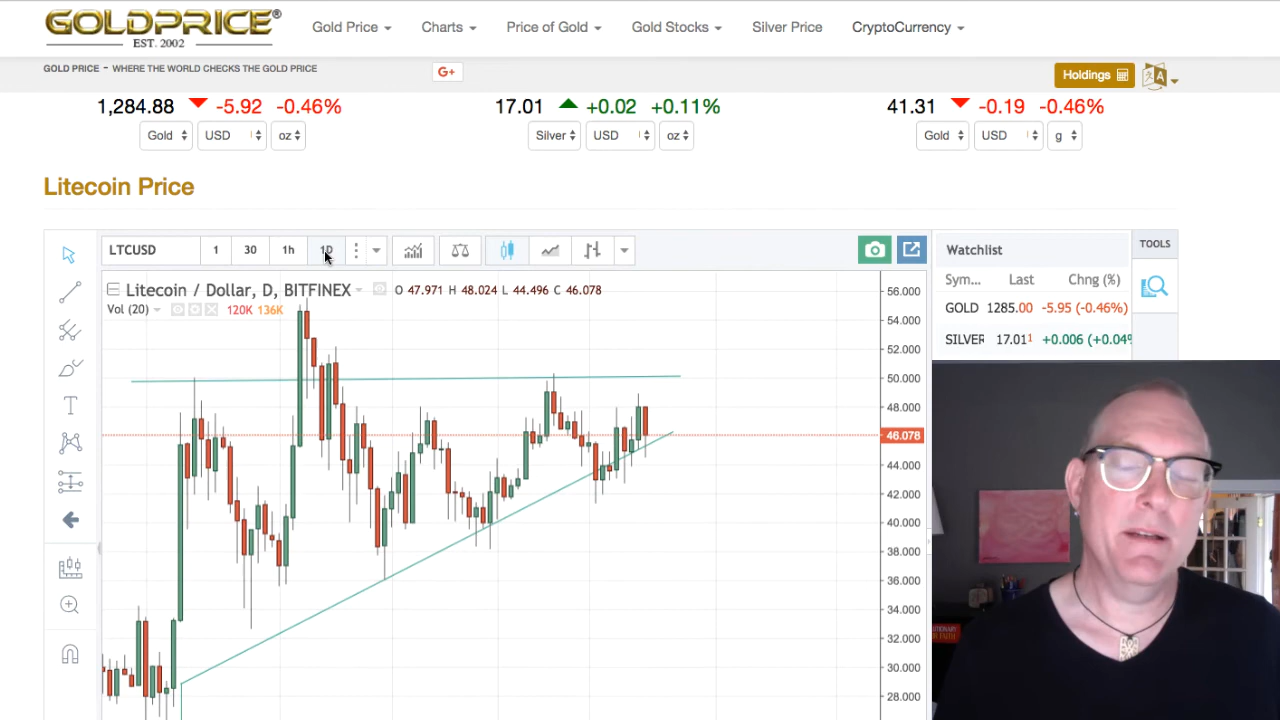 GOLDPRICE®
EST. 2002
Gold Price
Charts
Price of Gold
Gold Stocks
Silver Price
CryptoCurrency
GOLD PRICE - WHERE THE WORLD CHECKS THE GOLD PRICE
G+
Holdings
A
1,284.88 -5.92 -0.46%
Gold USD oz
17.01 +0.02 +0.11%
Silver USD oz
41.31 -0.19 -0.46%
Gold USD g
Litecoin Price
LTCUSD 1 30 1h 1D
Litecoin / Dollar, D, BITFINEX O 47.971 H 48.024 L 44.496 C 46.078
Vol (20) 120K 136K
56.000
54.000
52.000
50.000
48.000
46.078
44.000
42.000
40.000
38.000
36.000
34.000
32.000
30.000
28.000
T
Watchlist
TOOLS
Sym... Last Chng (%)
GOLD 1285.00 -5.95 (-0.46%)
SILVER 17.011 +0.006 (+0.04%